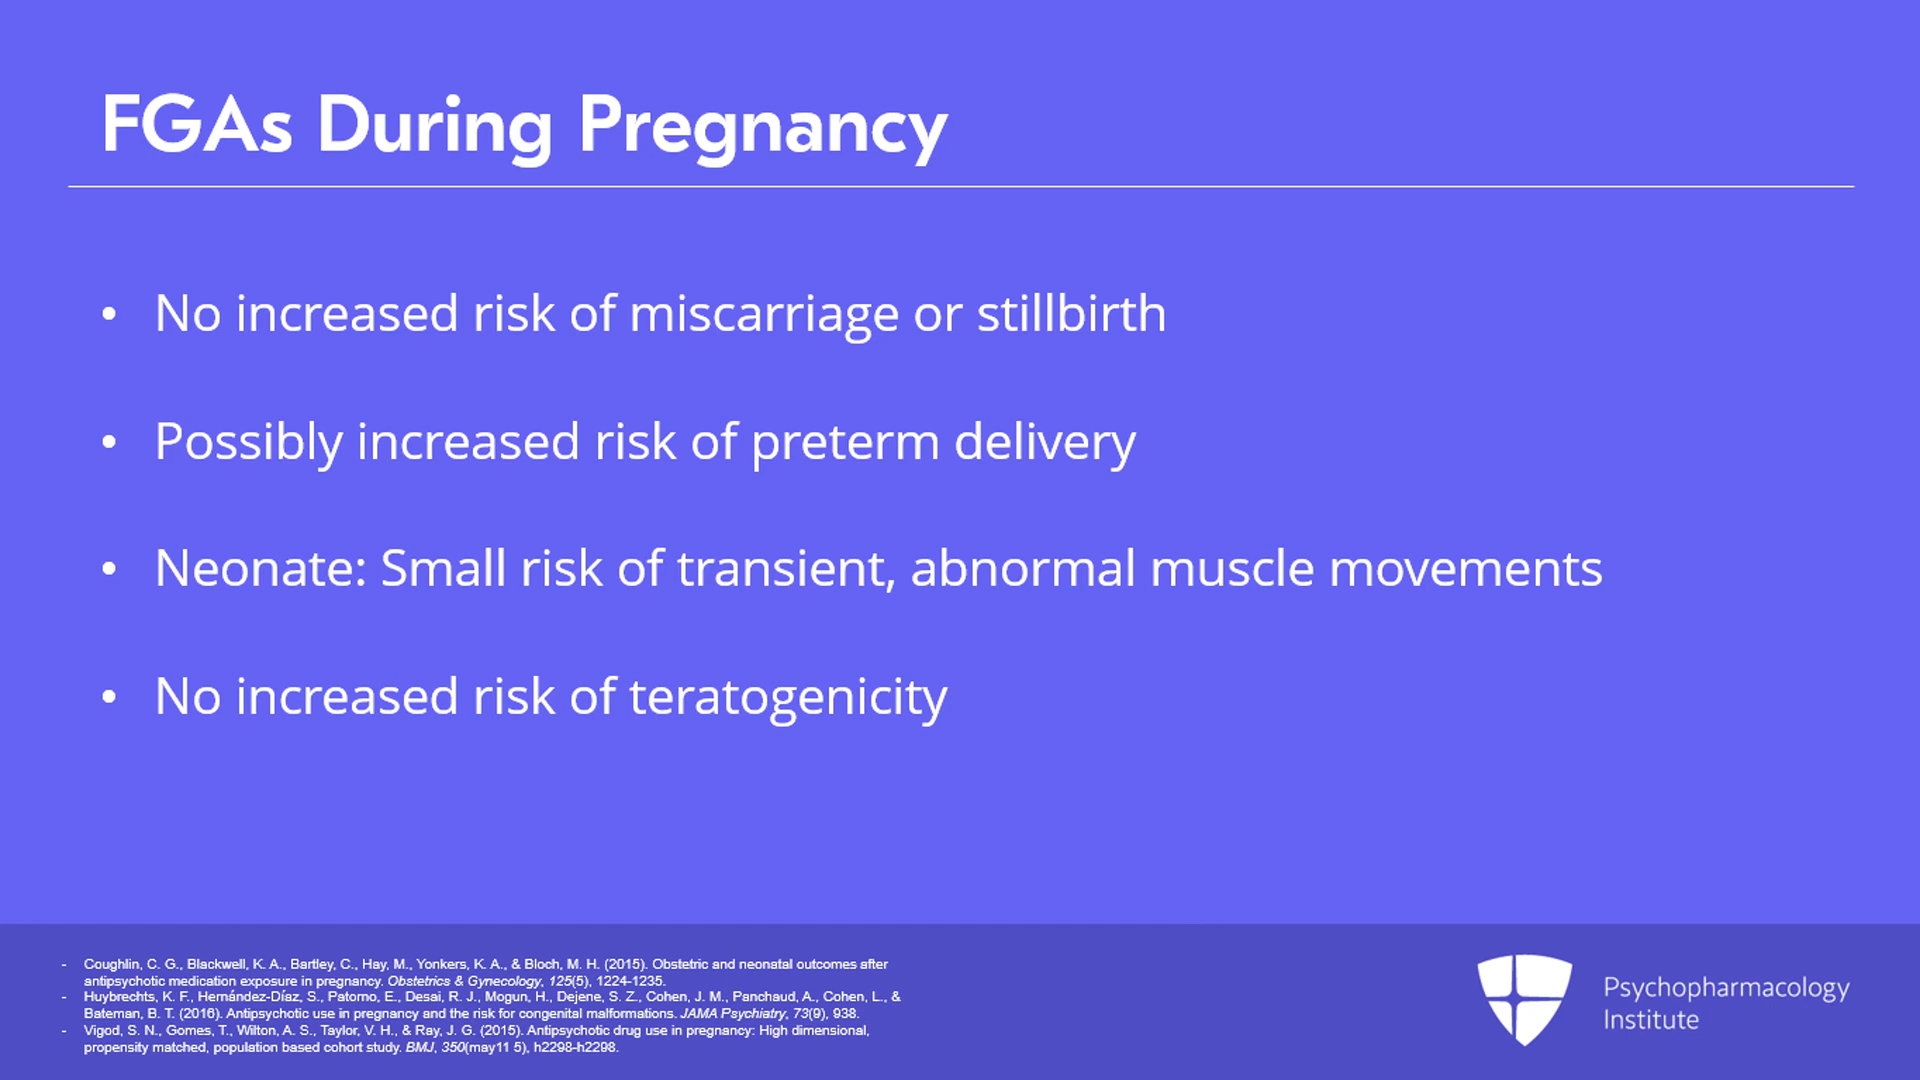 FGAs During Pregnancy
• No increased risk of miscarriage or stillbirth
• Possibly increased risk of preterm delivery
• Neonate: Small risk of transient, abnormal muscle movements
• No increased risk of teratogenicity
- Coughlin, C. G., Blackwell, K. A., Bartley, C., Hay, M., Yonkers, K. A., & Bloch, M. H. (2015). Obstetric and neonatal outcomes after
antipsychotic medication exposure in pregnancy. Obstetrics & Gynecology, 125(5), 1224-1235.
- Huybrechts, K. F., Hernández-Díaz, S., Patorno, E., Desai, R. J., Mogun, H., Dejene, S. Z., Cohen, J. M., Panchaud, A., Cohen, L., &
Bateman, B. T. (2016). Antipsychotic use in pregnancy and the risk for congenital malformations. JAMA Psychiatry, 73(9), 938.
- Vigod, S. N., Gomes, T., Wilton, A. S., Taylor, V. H., & Ray, J. G. (2015). Antipsychotic drug use in pregnancy: High dimensional,
propensity matched, population based cohort study. BMJ, 350(may11 5), h2298-h2298.
Psychopharmacology
Institute